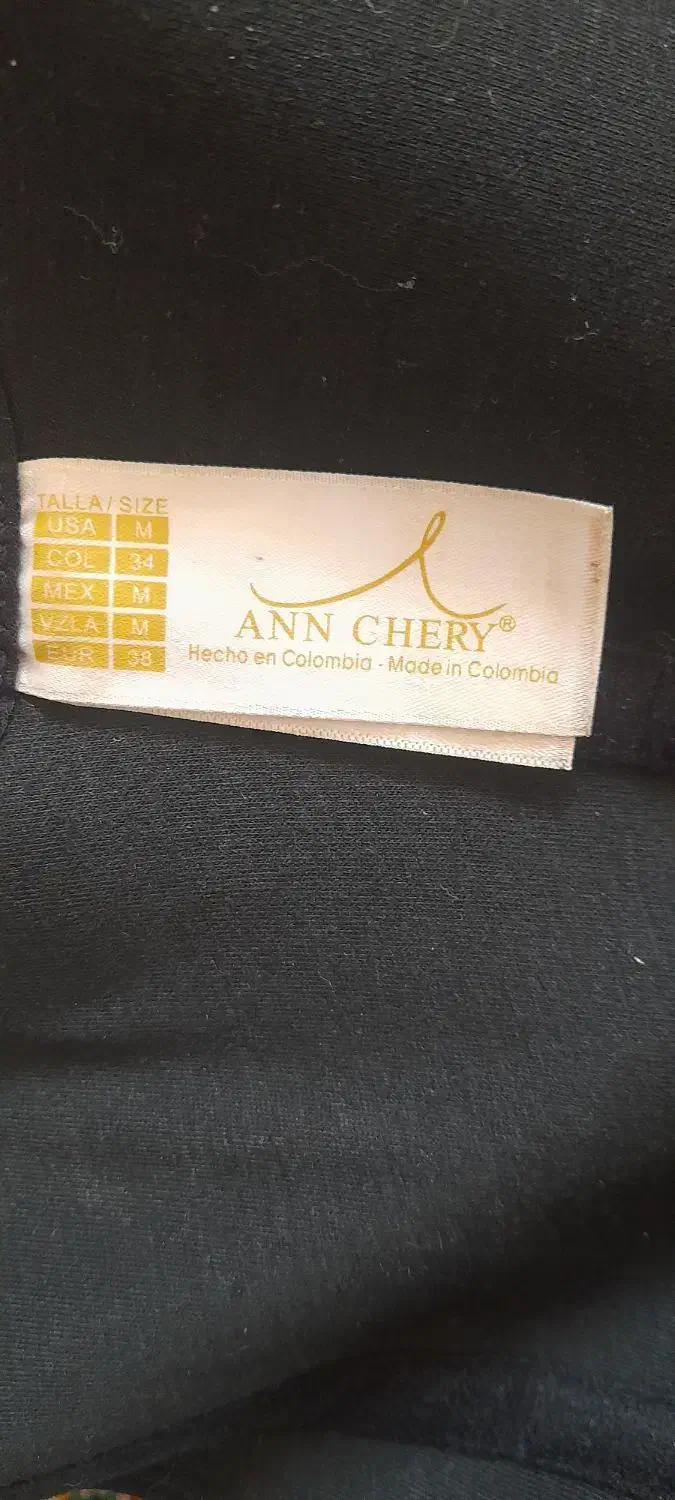 TALLA / SIZE
USA M
COL 34
MEX M
VZLA M
EUR 38
ANN CHERY®
Hecho en Colombia - Made in Colombia